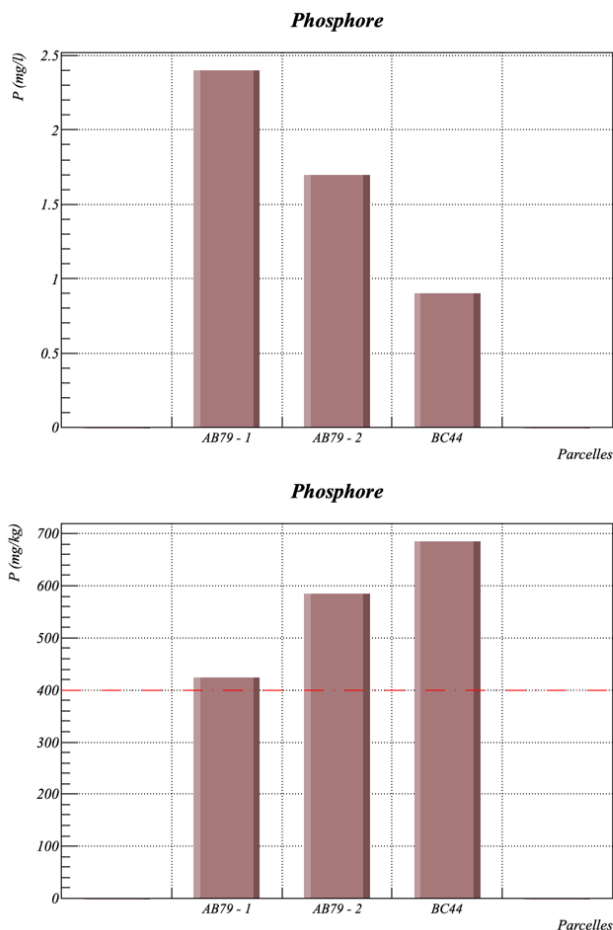 Phosphore
P (mg/l)
2.5
2
1.5
1
0.5
0
AB79 - 1 AB79 - 2 BC44
Parcelles
Phosphore
P (mg/kg)
700
600
500
400
300
200
100
0
AB79 - 1 AB79 - 2 BC44
Parcelles